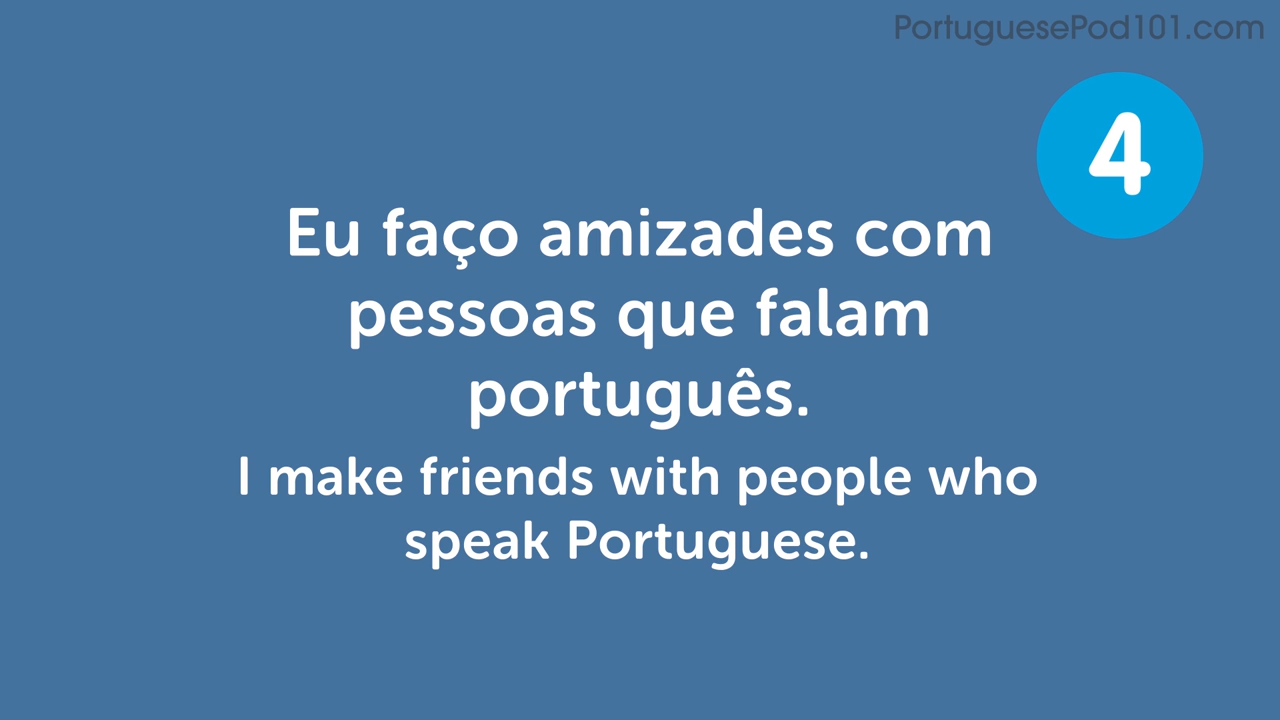 PortuguesePod101.com
4
Eu faço amizades com
pessoas que falam
português.
I make friends with people who
speak Portuguese.